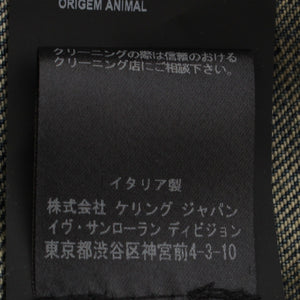 ORIGEM ANIMAL
クリーニングの際は信頼のおける
クリーニング店にご相談下さい。
イタリア製
株式会社 ケリング ジャパン
イヴ・サンローラン ディビジョン
東京都渋谷区神宮前4-3-10